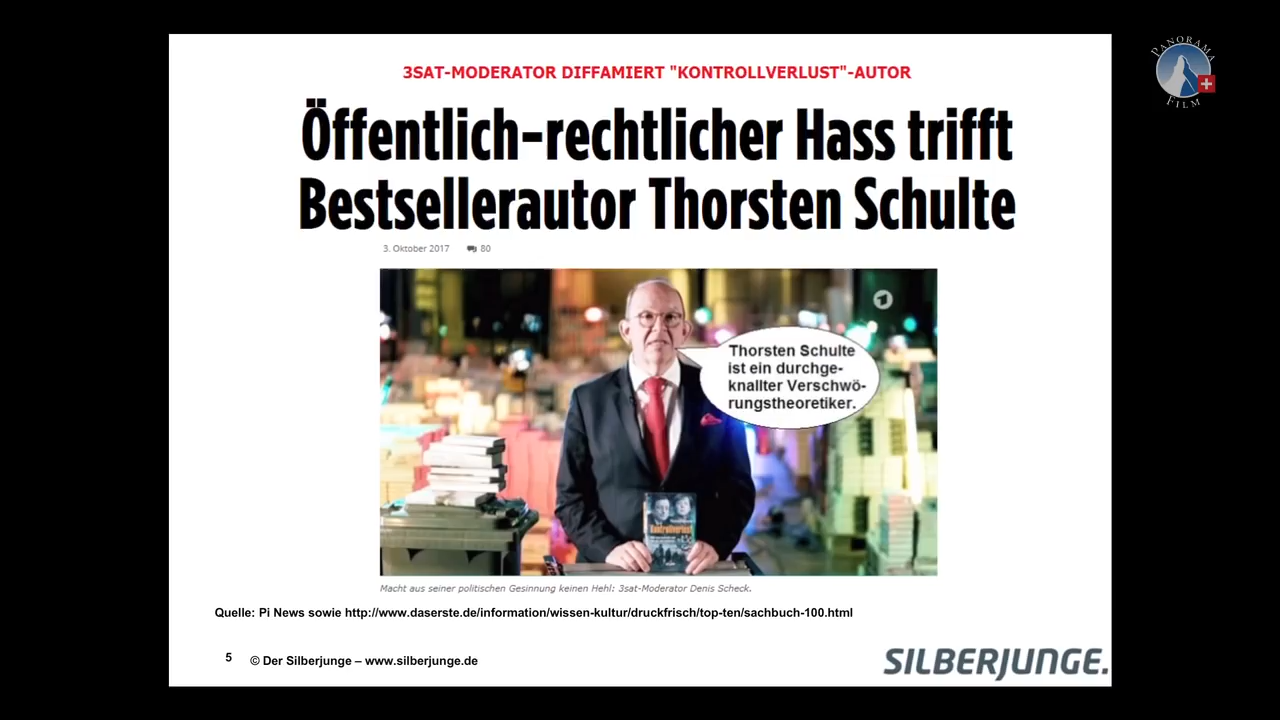 3SAT-MODERATOR DIFFAMIERT "KONTROLLVERLUST"-AUTOR
PANORAMA
FILM
Öffentlich-rechtlicher Hass trifft
Bestsellerautor Thorsten Schulte
3. Oktober 2017 80
Thorsten Schulte
ist ein durchge-
knallter Verschwö-
rungstheoretiker.
Kontrollverlust
Macht aus seiner politischen Gesinnung keinen Hehl: 3sat-Moderator Denis Scheck.
Quelle: Pi News sowie http://www.daserste.de/information/wissen-kultur/druckfrisch/top-ten/sachbuch-100.html
5 © Der Silberjunge – www.silberjunge.de
SILBERJUNGE.